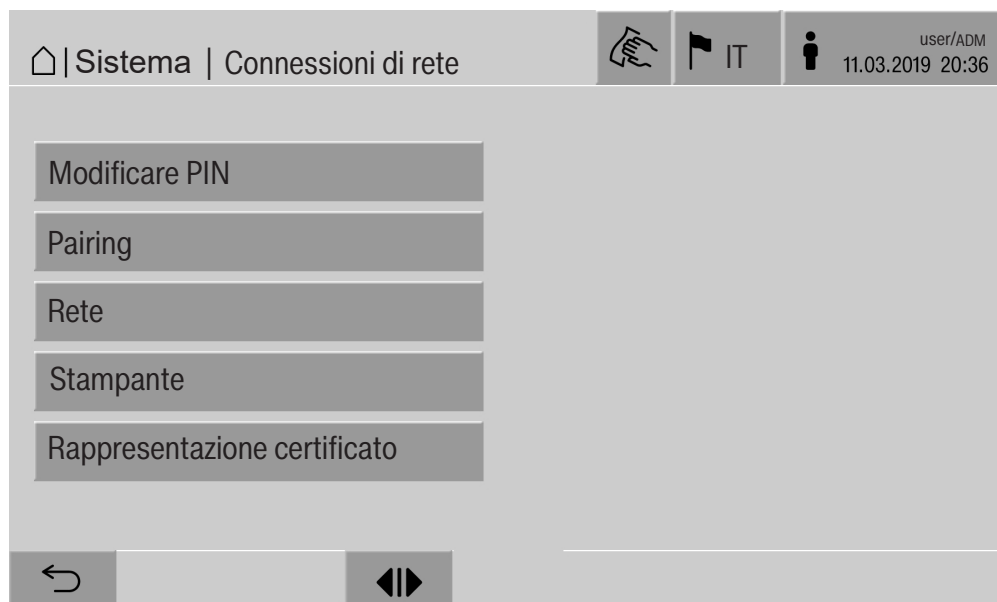 | Sistema | Connessioni di rete
IT
user/ADM
11.03.2019 20:36
Modificare PIN
Pairing
Rete
Stampante
Rappresentazione certificato